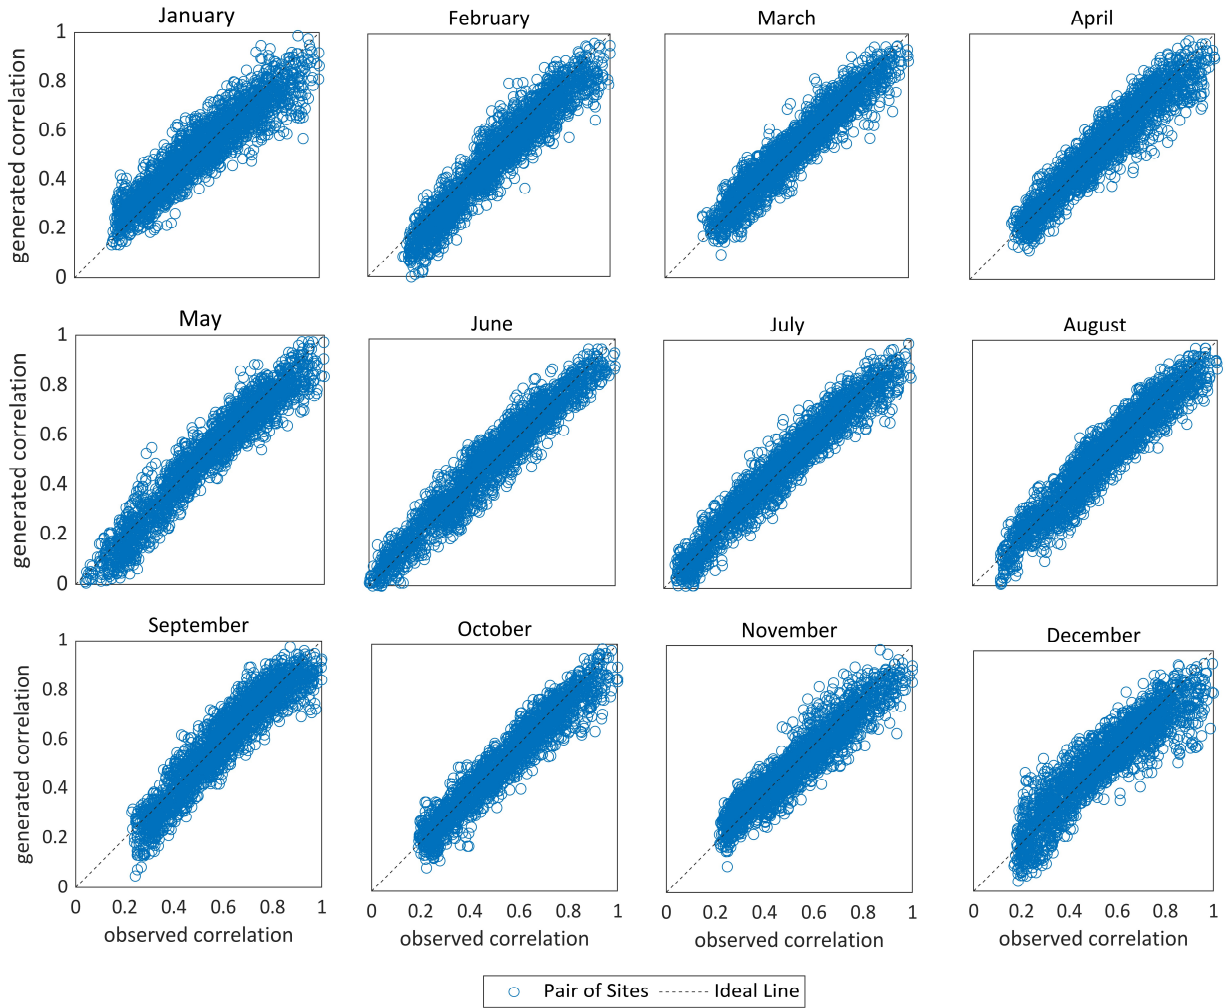 January
February
March
April
generated correlation
1
0.8
0.6
0.4
0.2
0
May
June
July
August
generated correlation
1
0.8
0.6
0.4
0.2
0
September
October
November
December
generated correlation
1
0.8
0.6
0.4
0.2
0
0 0.2 0.4 0.6 0.8 1
0 0.2 0.4 0.6 0.8 1
0 0.2 0.4 0.6 0.8 1
0 0.2 0.4 0.6 0.8 1
observed correlation
observed correlation
observed correlation
observed correlation
Pair of Sites Ideal Line